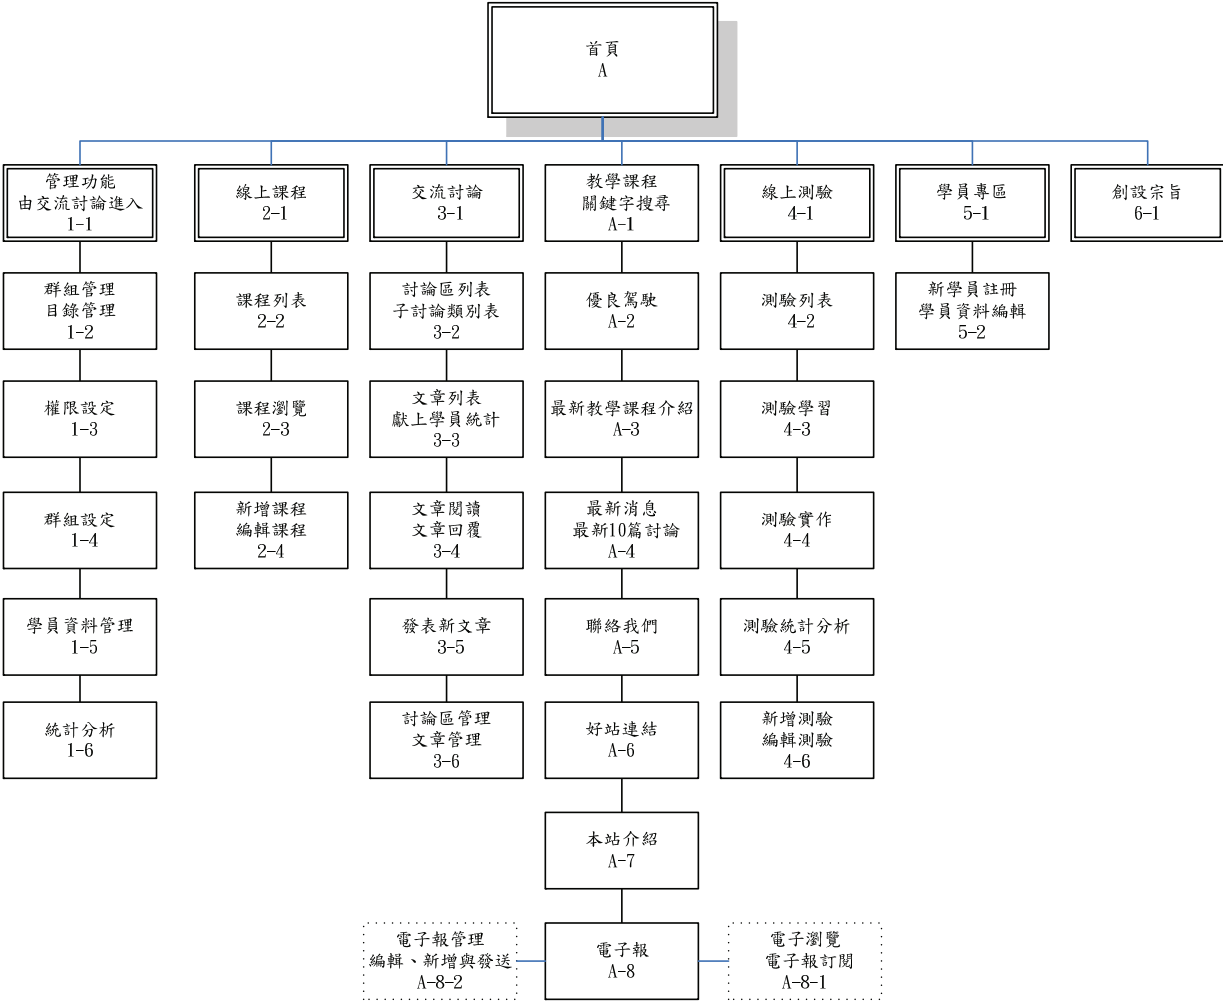 首頁
A
管理功能
由交流討論進入
1-1
線上課程
2-1
交流討論
3-1
教學課程
關鍵字搜尋
A-1
線上測驗
4-1
學員專區
5-1
創設宗旨
6-1
群組管理
目錄管理
1-2
課程列表
2-2
討論區列表
子討論類別表
3-2
優良駕駛
A-2
測驗列表
4-2
新學員註冊
學員資料編輯
5-2
權限設定
1-3
課程瀏覽
2-3
文章列表
獻上學員統計
3-3
最新教學課程介紹
A-3
測驗學習
4-3
群組設定
1-4
新增課程
編輯課程
2-4
文章閱讀
文章回覆
3-4
最新消息
最新10篇討論
A-4
測驗實作
4-4
學員資料管理
1-5
發表新文章
3-5
聯絡我們
A-5
測驗統計分析
4-5
統計分析
1-6
討論區管理
文章管理
3-6
好站連結
A-6
新增測驗
編輯測驗
4-6
本站介紹
A-7
電子報管理
編輯、新增與發送
A-8-2
電子報
A-8
電子瀏覽
電子報訂閱
A-8-1